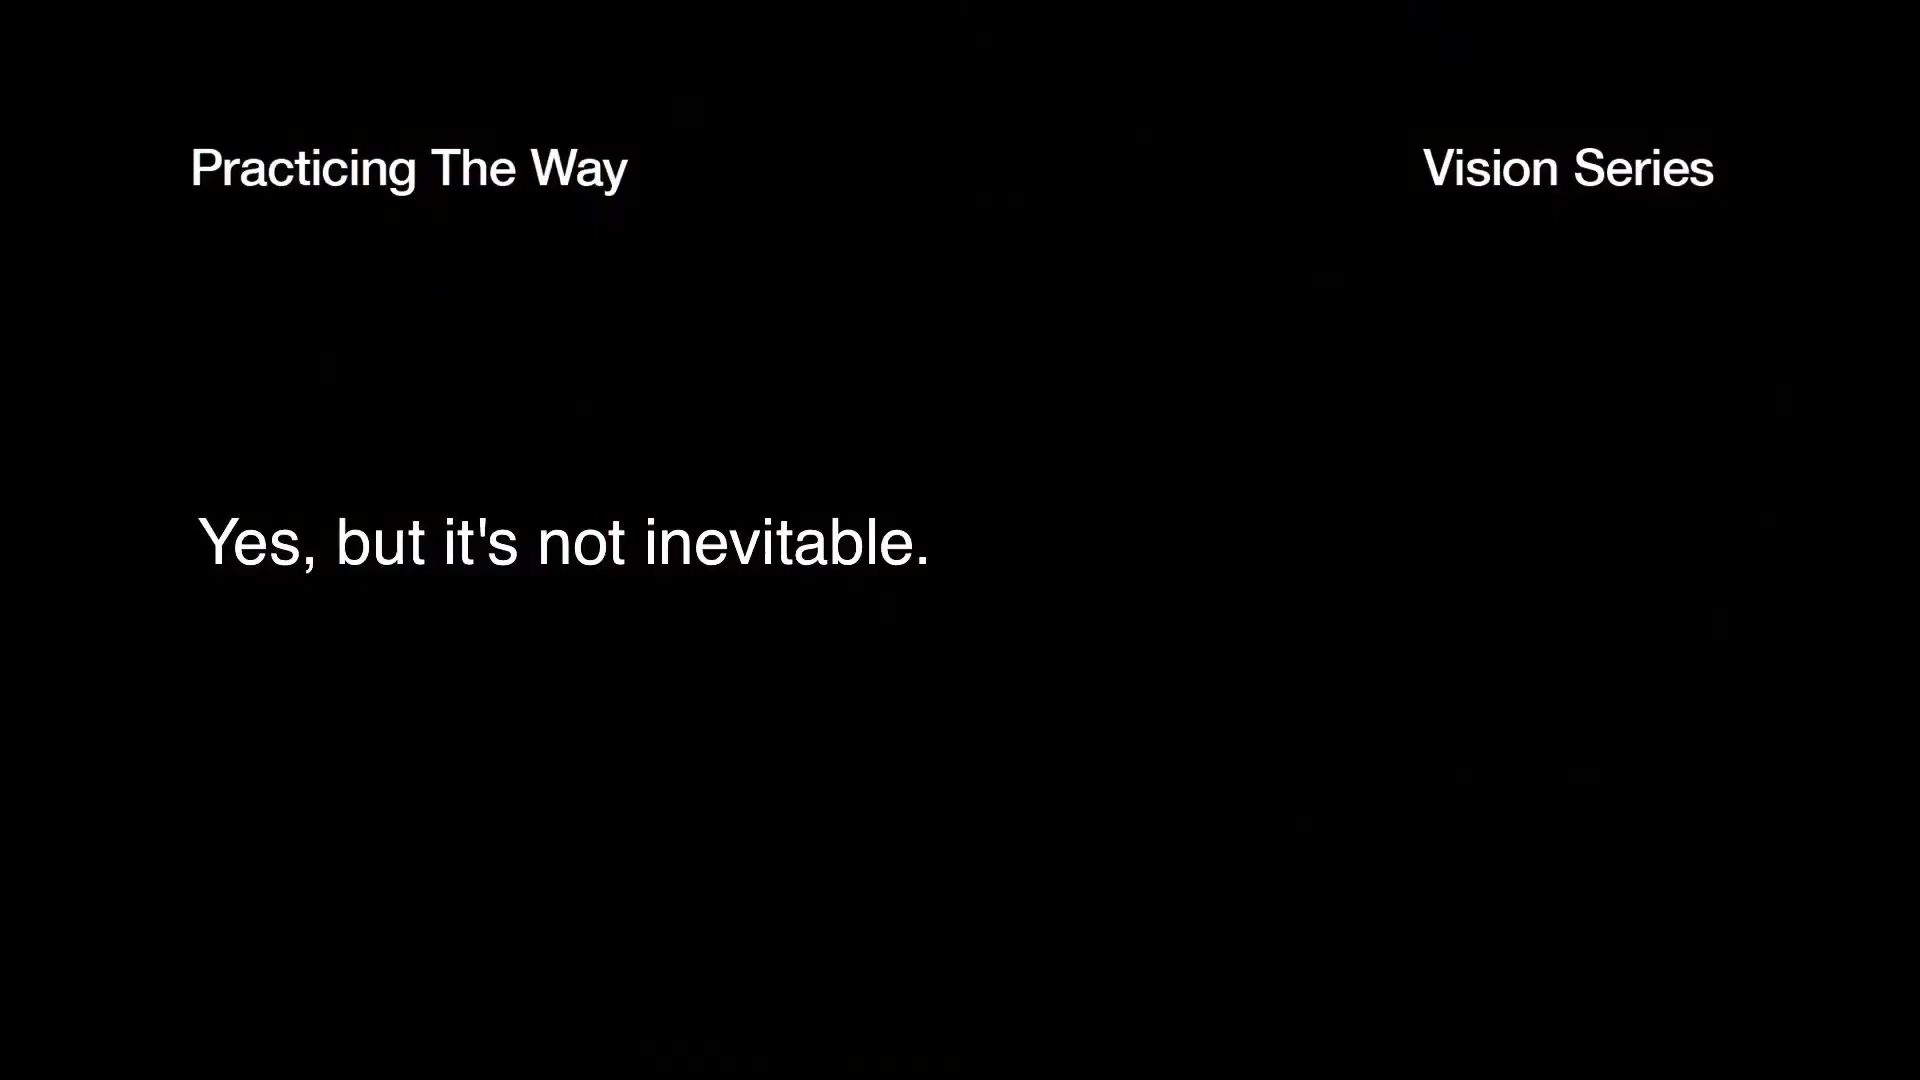 Practicing The Way
Vision Series
Yes, but it's not inevitable.